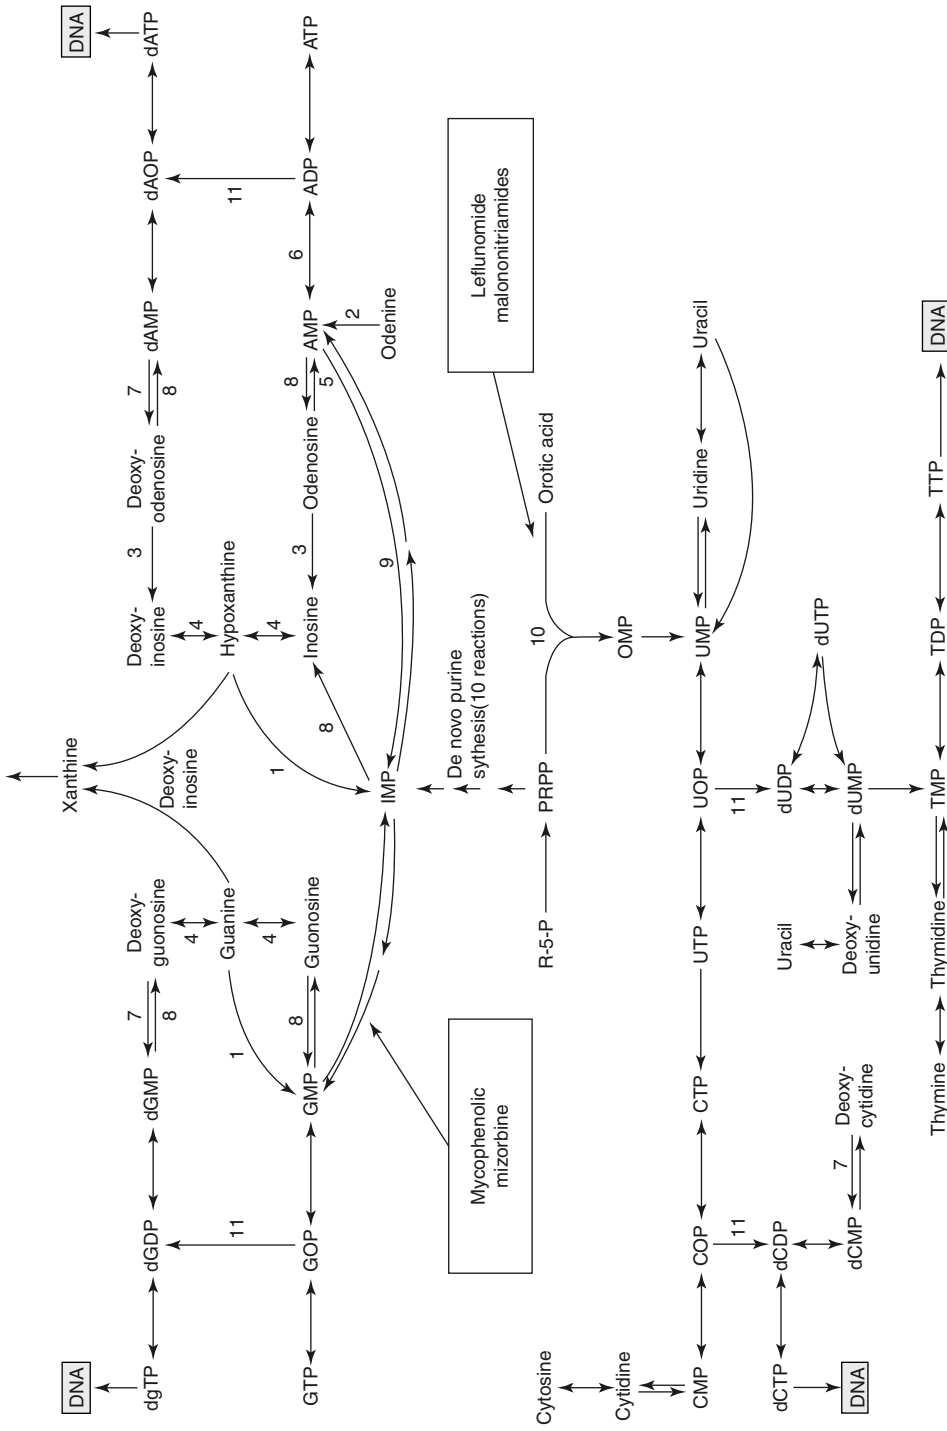 DNA
DNA
dgTP
dGDP
dGMP
7
8
Deoxy-
guonosine
Deoxy-
inosine
3
Deoxy-
odenosine
7
8
dAMP
dAOP
dATP
Xanthine
4
Guanine
4
Deoxy-
inosine
4
Hypoxanthine
4
11
11
1
1
GTP
GOP
GMP
8
Guonosine
8
Inosine
3
Odenosine
8
5
AMP
6
ADP
ATP
2
Odenine
IMP
9
De novo purine
sythesis(10 reactions)
Mycophenolic
mizorbine
Leflunomide
malononitriamides
R-5-P
PRPP
10
Orotic acid
OMP
Cytosine
Cytidine
CMP
COP
CTP
UTP
UOP
UMP
Uridine
Uracil
11
11
dCTP
dCDP
Uracil
dUDP
dUTP
DNA
dCMP
7
Deoxy-
cytidine
Deoxy-
unidine
dUMP
Thymine
Thymidine
TMP
TDP
TTP
DNA